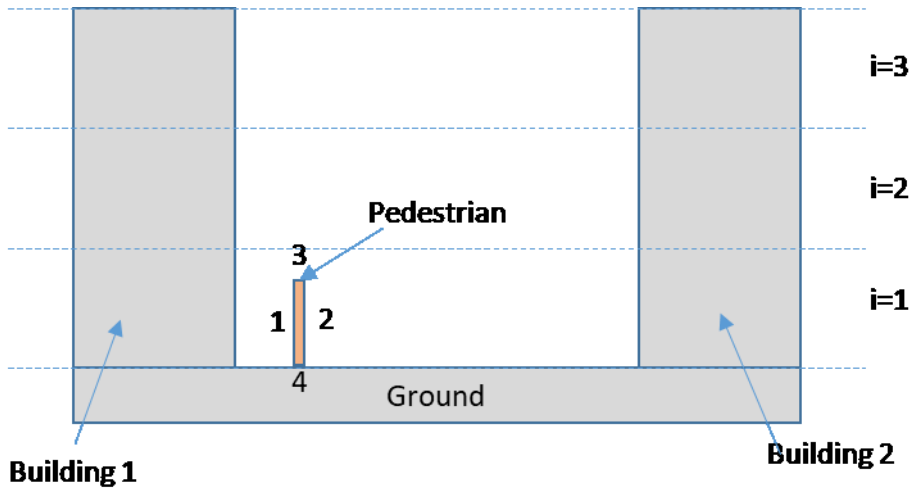 i=3
i=2
Pedestrian
3
i=1
1 2
4
Ground
Building 1
Building 2